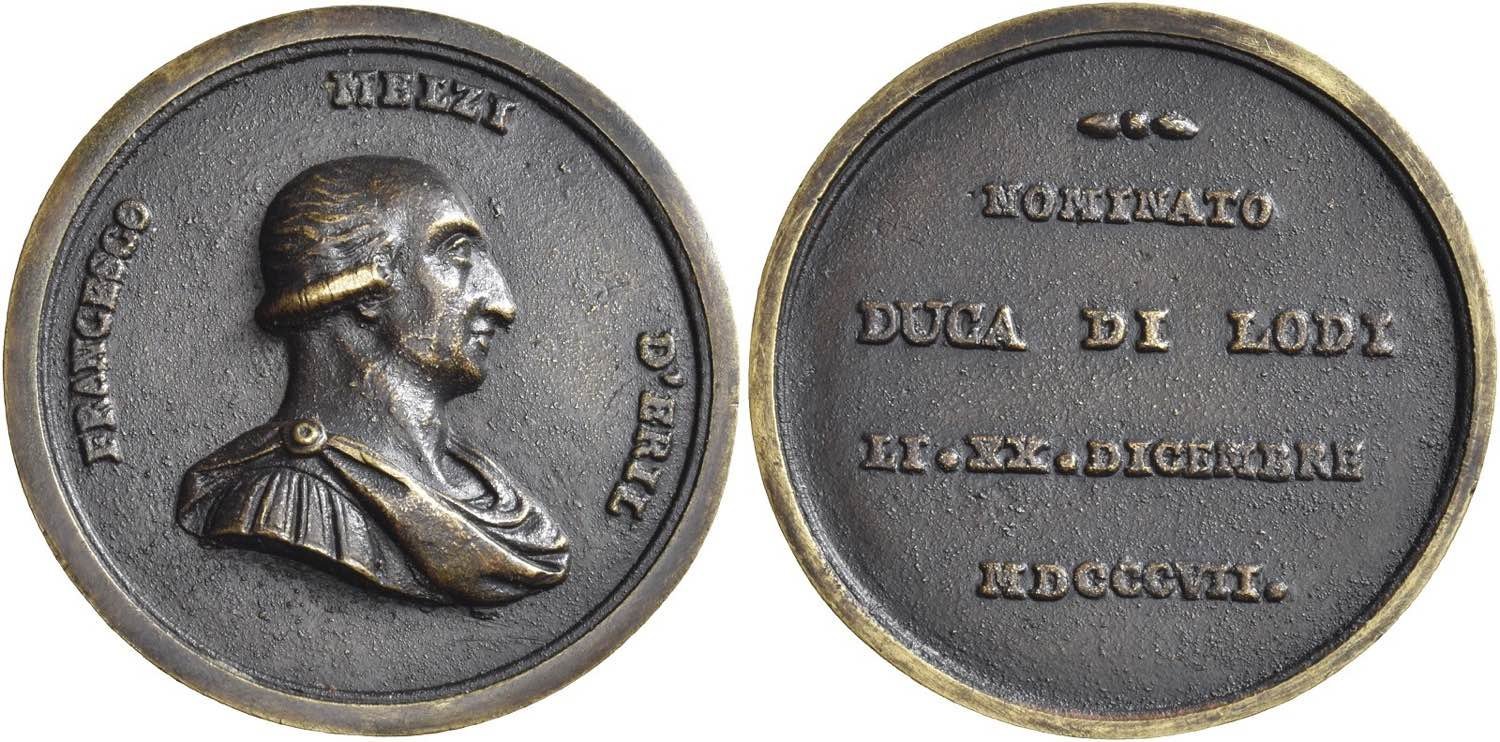 FRANCESCO MELZI D'ERIL
NOMINATO
DUCA DI LODI
LI.XX.DICEMBRE
MDCCCVII.